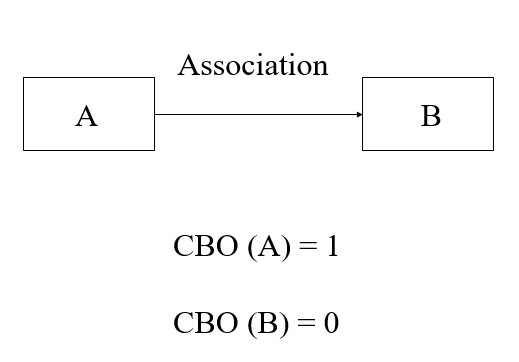 Association
A
B
CBO (A) = 1
CBO (B) = 0